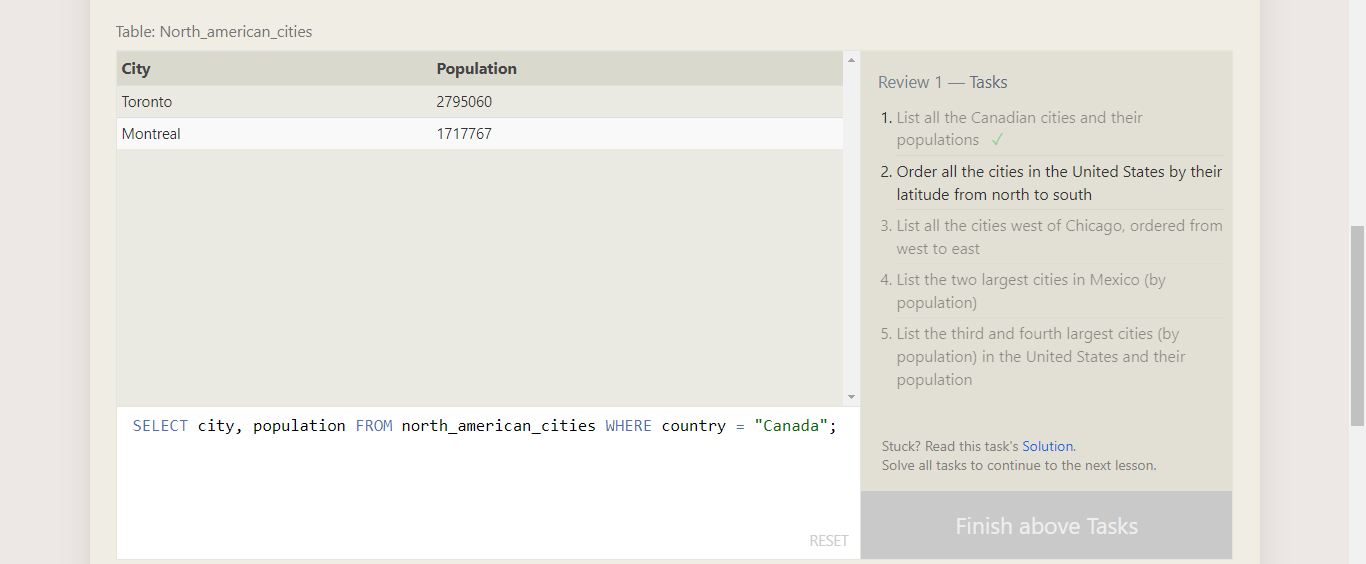 Table: North_american_cities
City Population
Toronto 2795060
Montreal 1717767
SELECT city, population FROM north_american_cities WHERE country = "Canada";
RESET
Review 1 — Tasks
1. List all the Canadian cities and their
populations ✓
2. Order all the cities in the United States by their
latitude from north to south
3. List all the cities west of Chicago, ordered from
west to east
4. List the two largest cities in Mexico (by
population)
5. List the third and fourth largest cities (by
population) in the United States and their
population
Stuck? Read this task's Solution.
Solve all tasks to continue to the next lesson.
Finish above Tasks